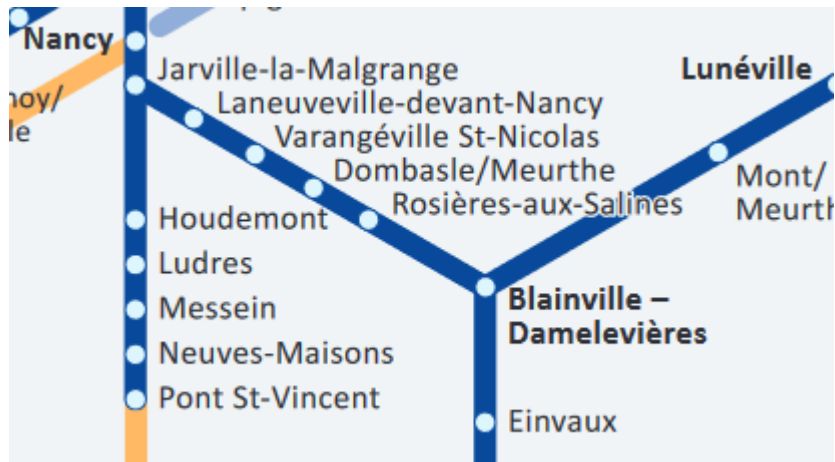 Nancy
Jarville-la-Malgrange
Lunéville
Laneuveville-devant-Nancy
Varangéville St-Nicolas
Dombasle/Meurthe
Mont/
Rosières-aux-Salines
Houdemont
Ludres
Messein
Blainville –
Damelevières
Neuves-Maisons
Pont St-Vincent
Einvaux